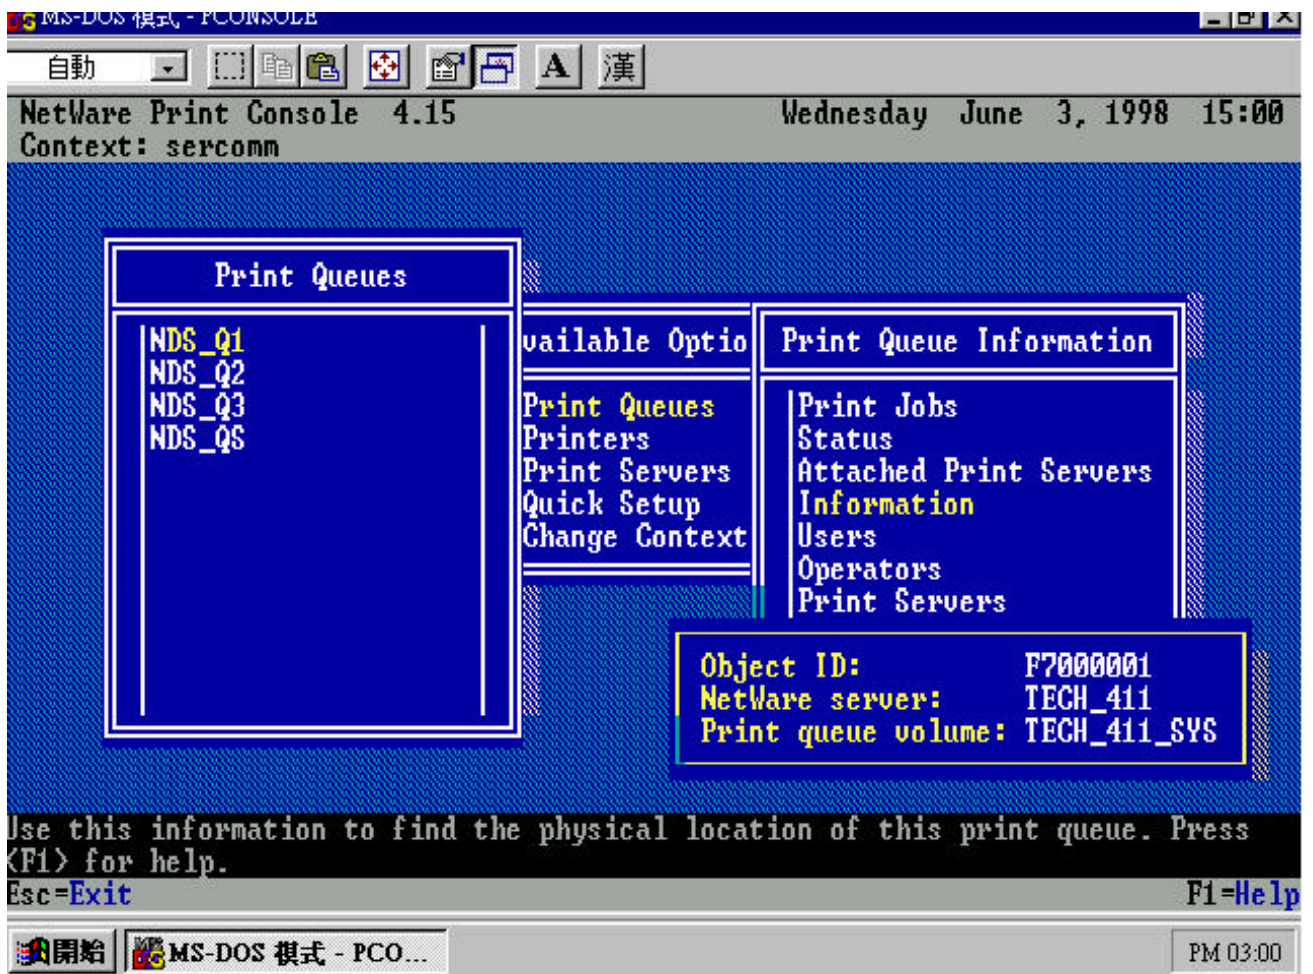 MS-DOS 模式 - PCONSOLE
自動
A
漢
NetWare Print Console 4.15 Wednesday June 3, 1998 15:00
Context: sercomm
Print Queues
NDS_Q1
NDS_Q2
NDS_Q3
NDS_QS
vailable Optio
Print Queues
Printers
Print Servers
Quick Setup
Change Context
Print Queue Information
Print Jobs
Status
Attached Print Servers
Information
Users
Operators
Print Servers
Object ID: F7000001
NetWare server: TECH_411
Print queue volume: TECH_411_SYS
Use this information to find the physical location of this print queue. Press
<F1> for help.
Esc=Exit F1=Help
開始 MS-DOS 模式 - PCO... PM 03:00